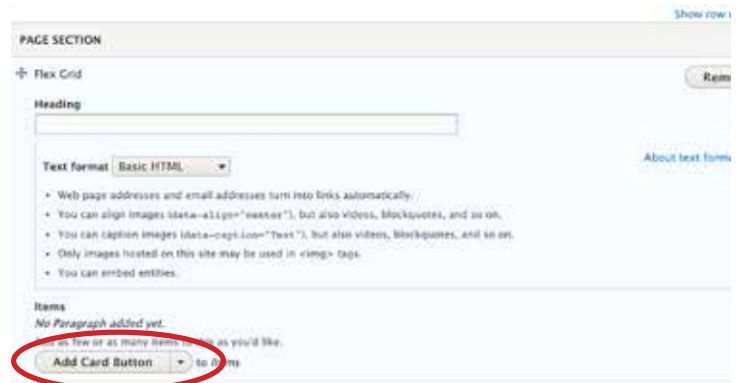 Show row
PAGE SECTION
Flex Grid
Rem
Heading
Text format Basic HTML
About text forma
Web page addresses and email addresses turn into links automatically.
You can align images (data-align="center"), but also videos, blockquotes, and so on.
You can caption images (data-caption="Text"), but also videos, blockquotes, and so on.
Only images hosted on this site may be used in <img> tags.
You can embed entities.
Items
No Paragraph added yet.
as few or as many items to this as you'd like.
Add Card Button to items